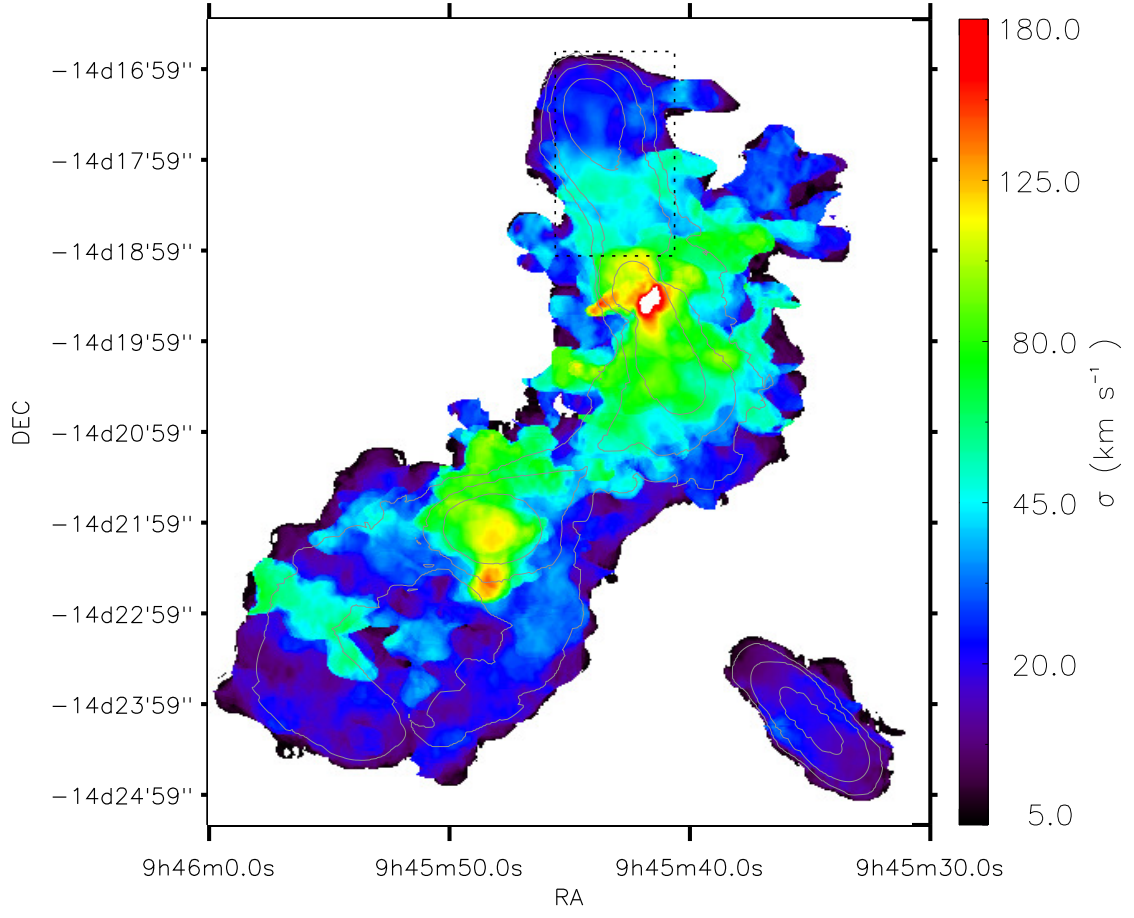 DEC
-14d16'59"
-14d17'59"
-14d18'59"
-14d19'59"
-14d20'59"
-14d21'59"
-14d22'59"
-14d23'59"
-14d24'59"
9h46m0.0s
9h45m50.0s
9h45m40.0s
9h45m30.0s
RA
180.0
125.0
80.0
45.0
20.0
5.0
σ (km s⁻¹)